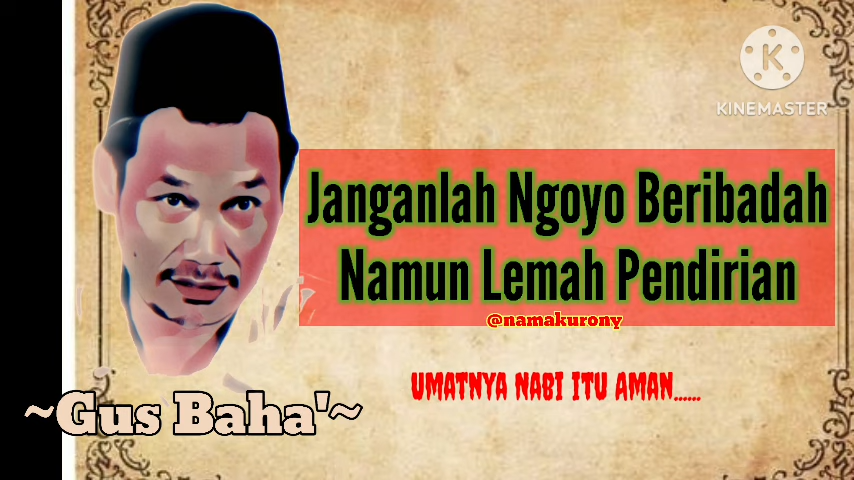 KINEMASTER
Janganlah Ngoyo Beribadah
Namun Lemah Pendirian
@namakurony
UMATNYA NABI ITU AMAN......
~Gus Baha'~